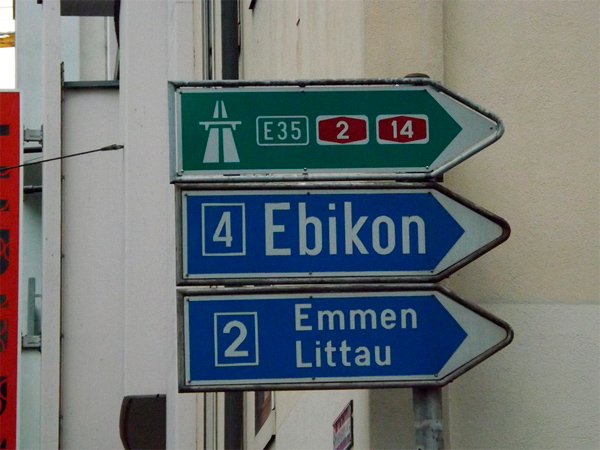 E35 2 14
4 Ebikon
2 Emmen
Littau